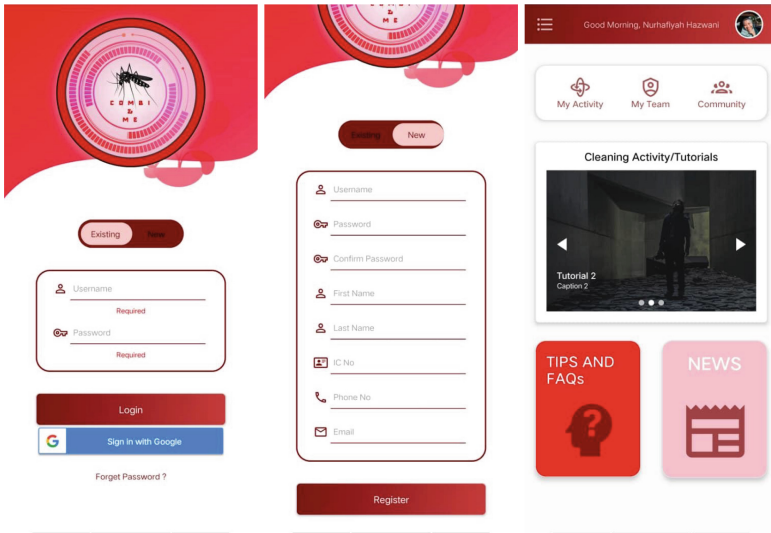 COMBI
&
ME
Existing New
Username
Required
Password
Required
Login
G Sign in with Google
Forget Password ?
Existing New
Username
Password
Confirm Password
First Name
Last Name
IC No
Phone No
Email
Register
Good Morning, Nurhafiyah Hazwani
My Activity My Team Community
Cleaning Activity/Tutorials
Tutorial 2
Caption 2
TIPS AND
FAQs
NEWS